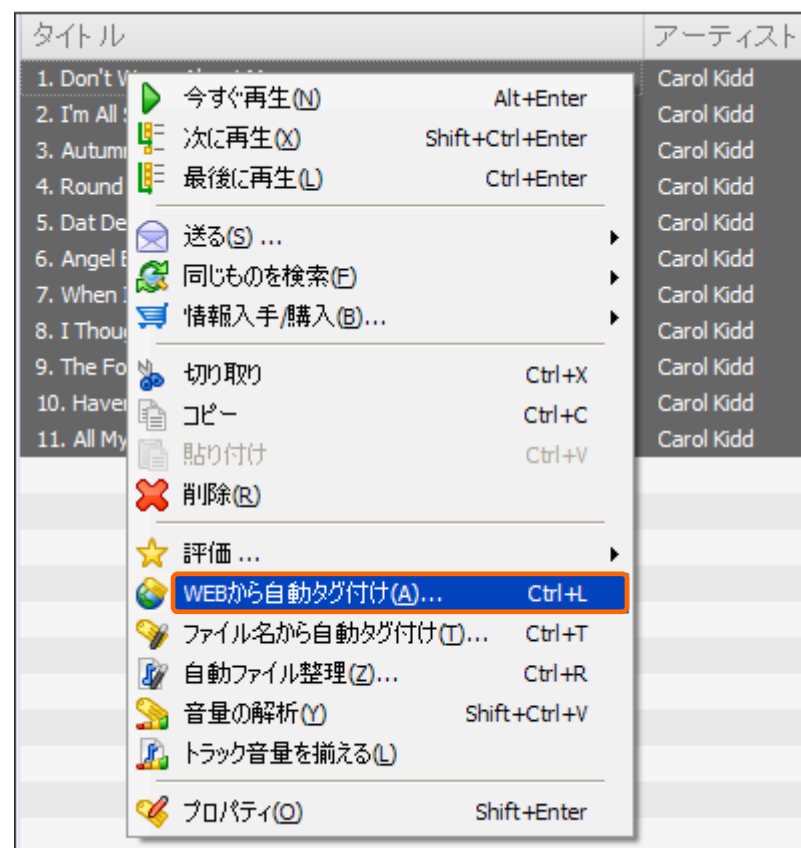 タイトル アーティスト
1. Don't Carol Kidd
2. I'm All Carol Kidd
3. Carol Kidd
4. Round Carol Kidd
5. Dat Carol Kidd
6. Angel Carol Kidd
7. When Carol Kidd
8. I Carol Kidd
9. The Carol Kidd
10. Carol Kidd
11. All My Carol Kidd
今すぐ再生(N) Alt+Enter
次に再生(X) Shift+Ctrl+Enter
最後に再生(L) Ctrl+Enter
送る(S) ...
同じものを検索(F)
情報入手/購入(B)...
切り取り Ctrl+X
コピー Ctrl+C
貼り付け Ctrl+V
削除(R)
評価 ...
WEBから自動タグ付け(A)... Ctrl+L
ファイル名から自動タグ付け(T)... Ctrl+T
自動ファイル整理(Z)... Ctrl+R
音量の解析(Y) Shift+Ctrl+V
トラック音量を揃える(L)
プロパティ(O) Shift+Enter